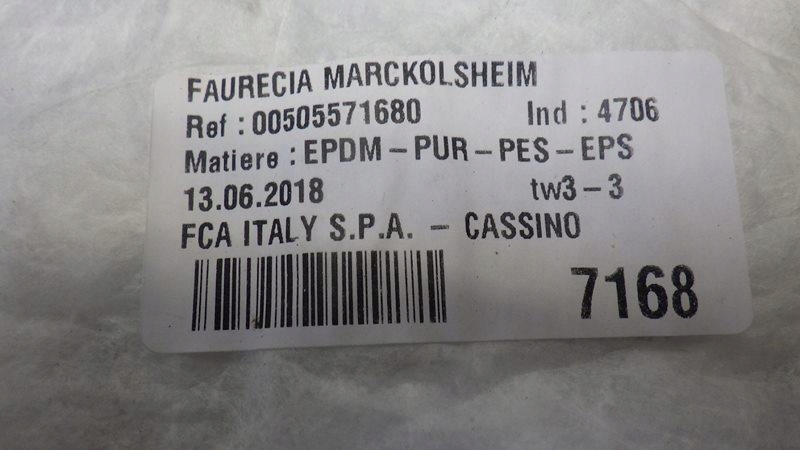 FAURECIA MARCKOLSHEIM
Ref : 00505571680 Ind : 4706
Matiere : EPDM - PUR - PES - EPS
13.06.2018 tw3 - 3
FCA ITALY S.P.A. - CASSINO
7168